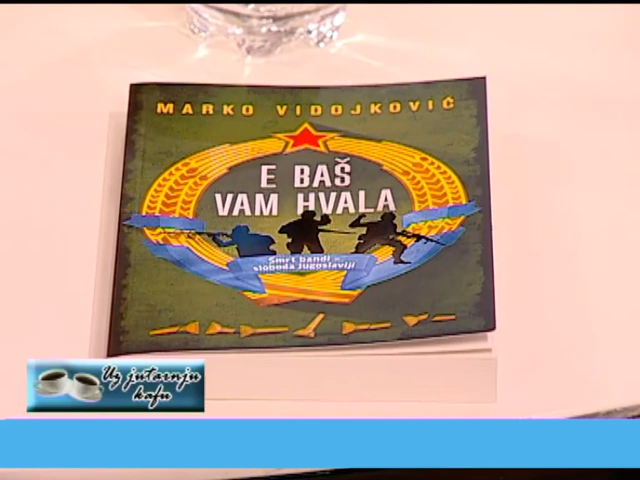 MARKO VIDOJKOVIĆ
E BAŠ
VAM HVALA
Smrt bandi -
sloboda Jugoslaviji
Uz jutarnju
kafu